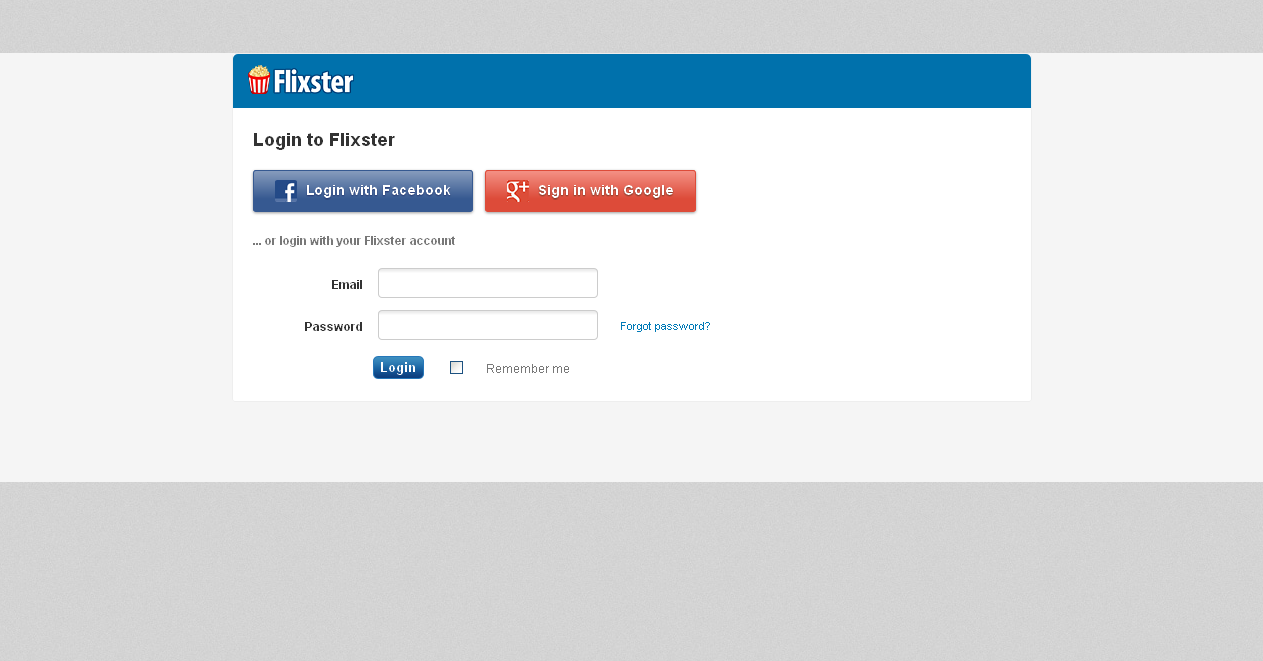 Flixster
Login to Flixster
Login with Facebook
Sign in with Google
... or login with your Flixster account
Email
Password
Forgot password?
Login
Remember me